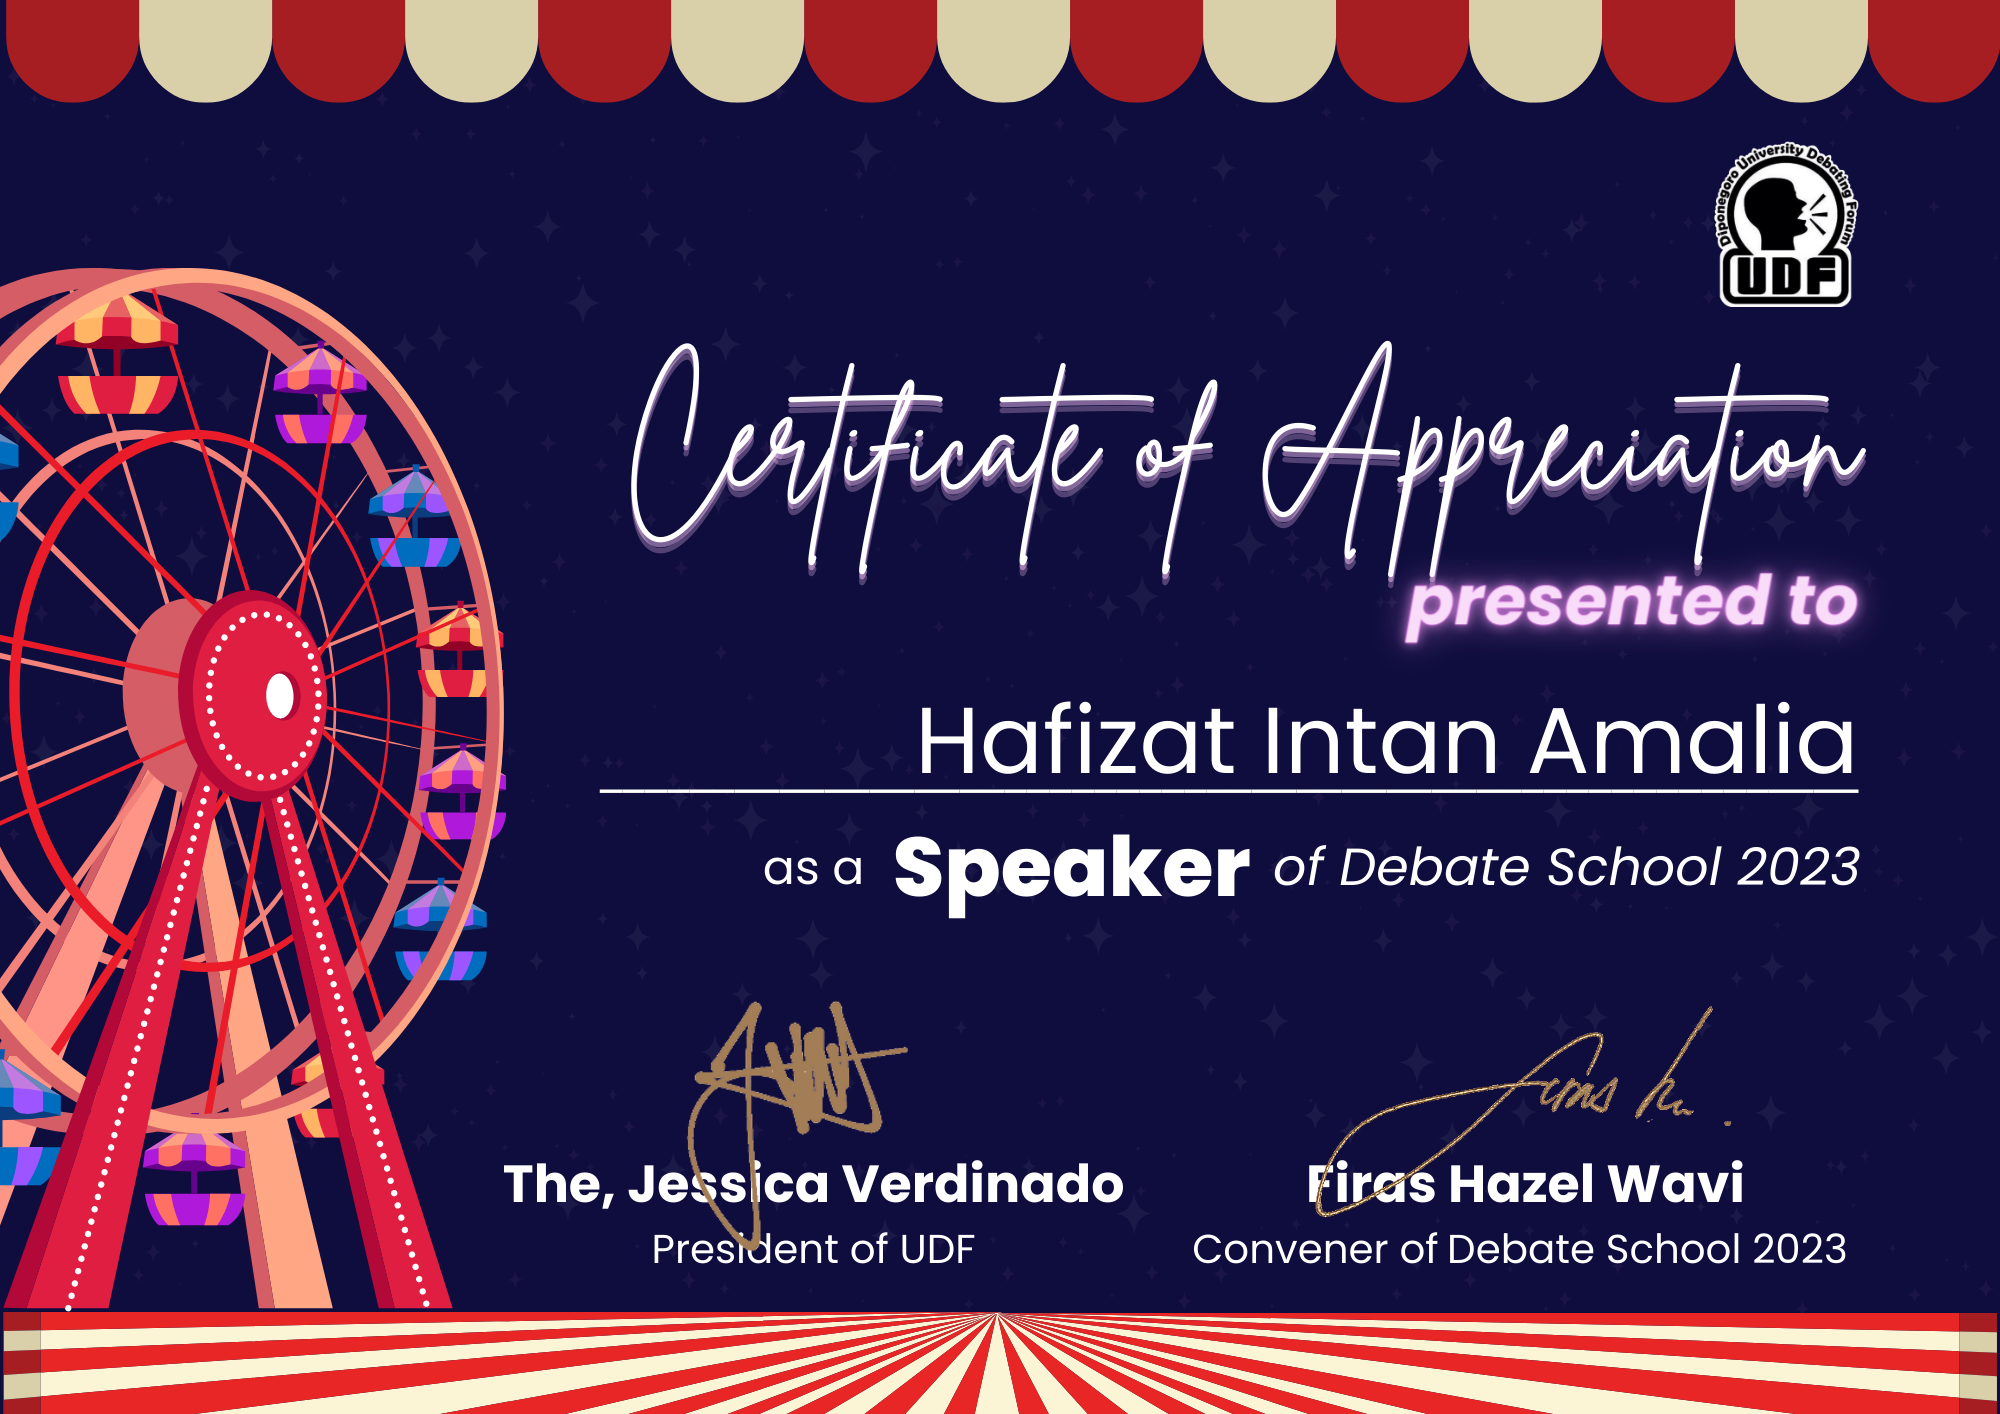 Diponegoro University Debating Forum
UDF
Certificate of Appreciation
presented to
Hafizat Intan Amalia
as a Speaker of Debate School 2023
The, Jessica Verdinado
President of UDF
Firas Hazel Wavi
Convener of Debate School 2023